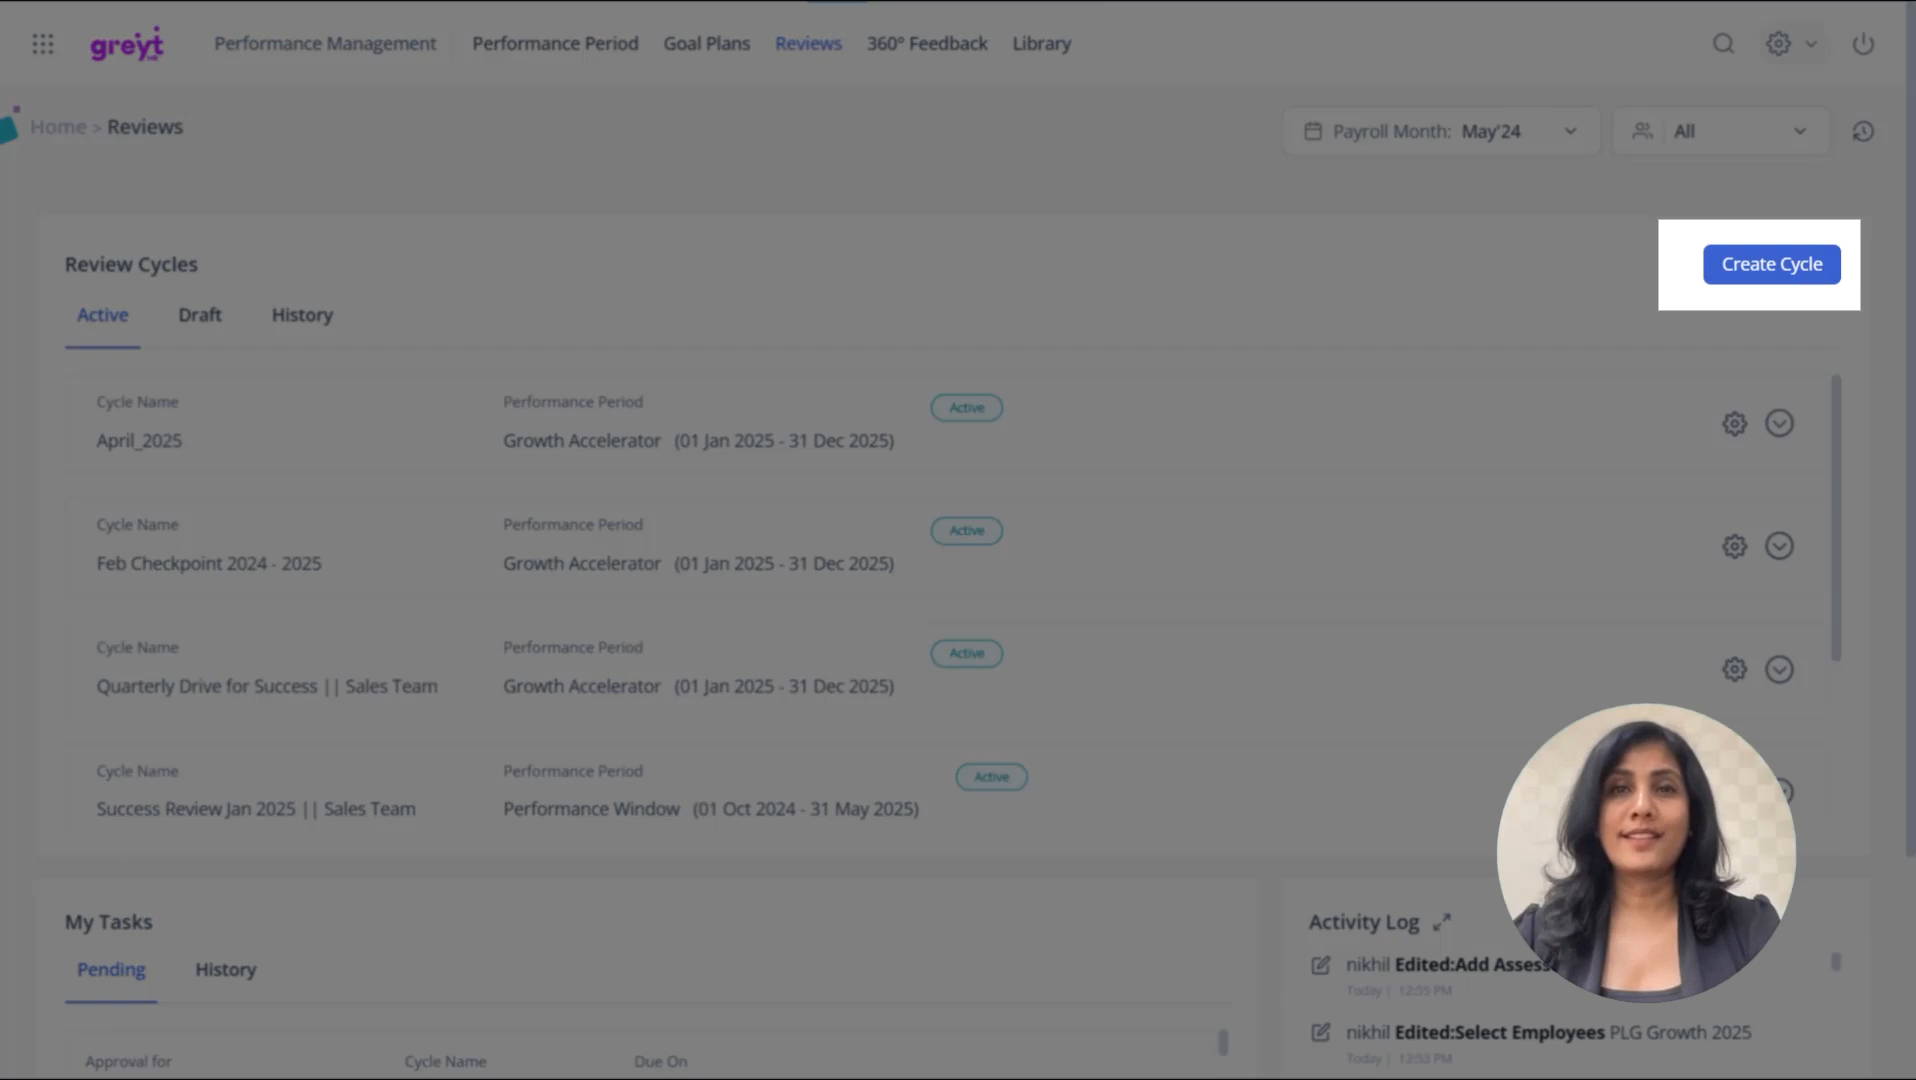 greyt
HR
Performance Management
Performance Period
Goal Plans
Reviews
360° Feedback
Library
Home > Reviews
Payroll Month: May'24
All
Review Cycles
Create Cycle
Active
Draft
History
Cycle Name
Performance Period
Active
April_2025
Growth Accelerator (01 Jan 2025 - 31 Dec 2025)
Cycle Name
Performance Period
Active
Feb Checkpoint 2024 - 2025
Growth Accelerator (01 Jan 2025 - 31 Dec 2025)
Cycle Name
Performance Period
Active
Quarterly Drive for Success || Sales Team
Growth Accelerator (01 Jan 2025 - 31 Dec 2025)
Cycle Name
Performance Period
Active
Success Review Jan 2025 || Sales Team
Performance Window (01 Oct 2024 - 31 May 2025)
My Tasks
Pending
History
Approval for
Cycle Name
Due On
Activity Log
nikhil Edited:Add Assess
Today | 12:55 PM
nikhil Edited:Select Employees PLG Growth 2025
Today | 12:53 PM